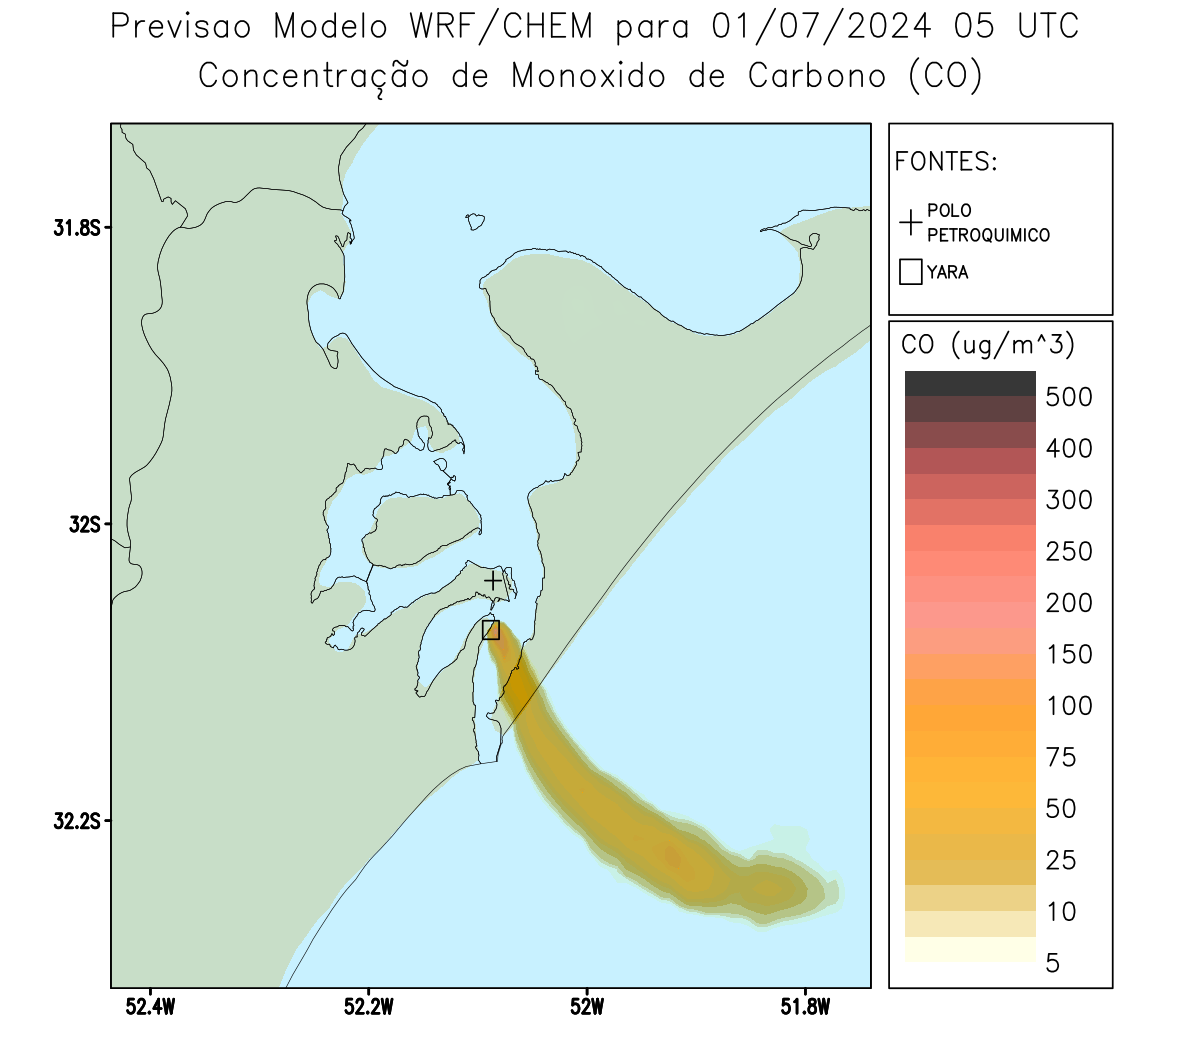 Previsao Modelo WRF/CHEM para 01/07/2024 05 UTC
Concentração de Monoxido de Carbono (CO)
FONTES:
POLO
PETROQUIMICO
YARA
CO (ug/m^3)
500
400
300
250
200
150
100
75
50
25
10
5
31.8S
32S
32.2S
52.4W
52.2W
52W
51.8W